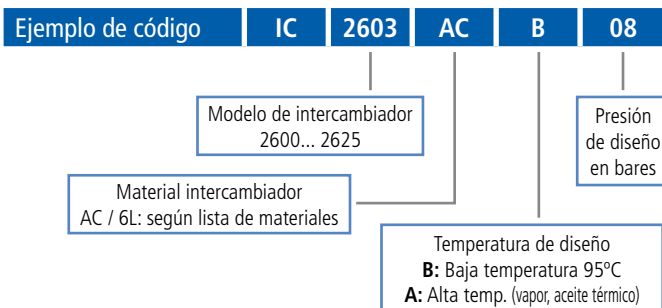 Ejemplo de código IC 2603 AC B 08
Modelo de intercambiador
2600... 2625
Presión
de diseño
en bares
Material intercambiador
AC / 6L: según lista de materiales
Temperatura de diseño
B: Baja temperatura 95ºC
A: Alta temp. (vapor, aceite térmico)